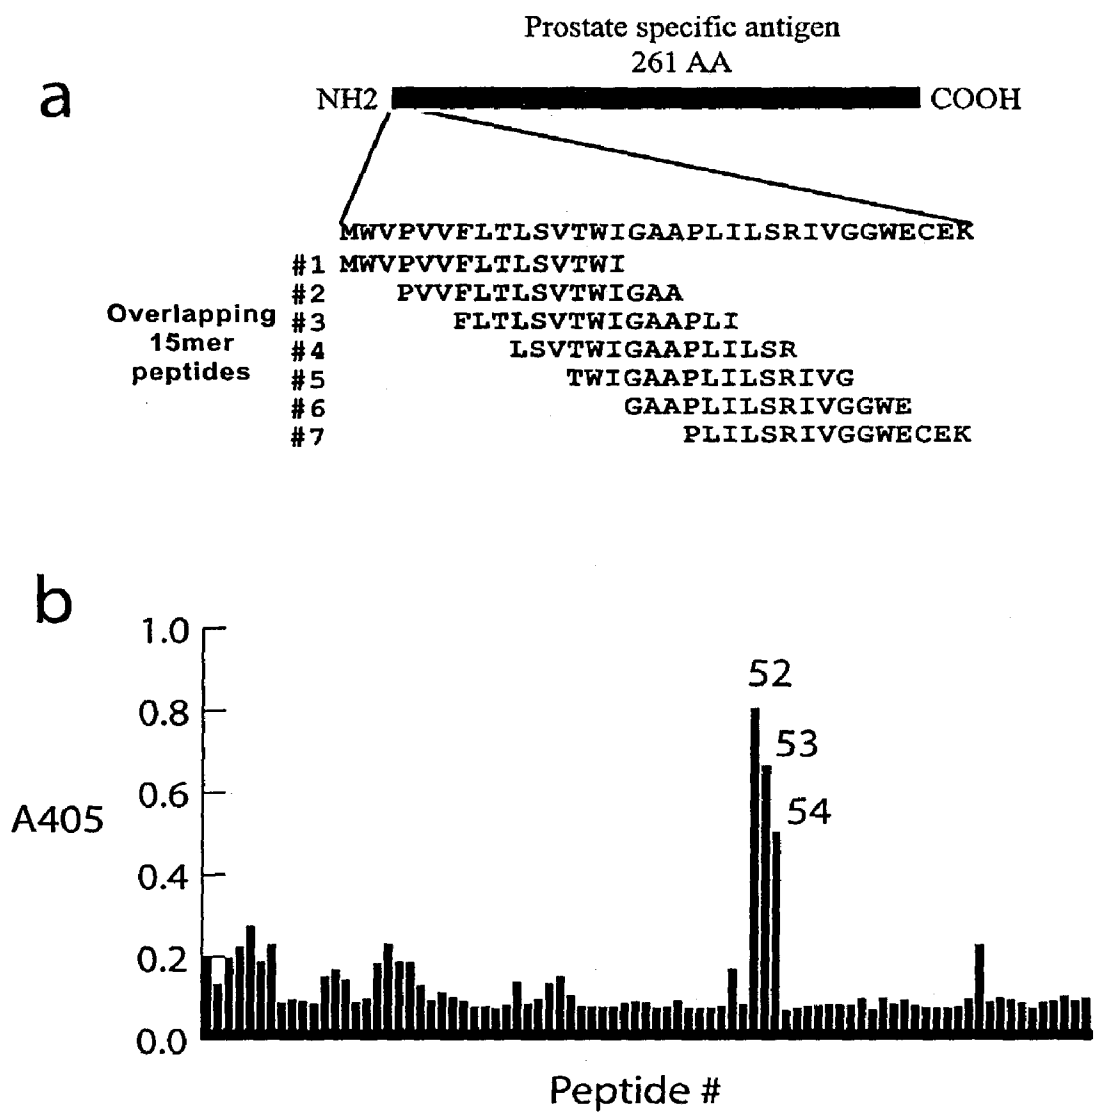 a
Prostate specific antigen
261 AA
NH2 COOH
MWVPVVFLTLSVTWIGAAPLILSRIVGGWECEK
#1 MWVPVVFLTLSVTWI
#2 PVVFLTLSVTWIGAA
#3 FLTLSVTWIGAAPLI
#4 LSVTWIGAAPLILSR
#5 TWIGAAPLILSRIVG
#6 GAAPLILSRIVGGWE
#7 PLILSRIVGGWECEK
Overlapping
15mer
peptides
b
1.0
0.8
0.6
0.4
0.2
0.0
A405
52
53
54
Peptide #